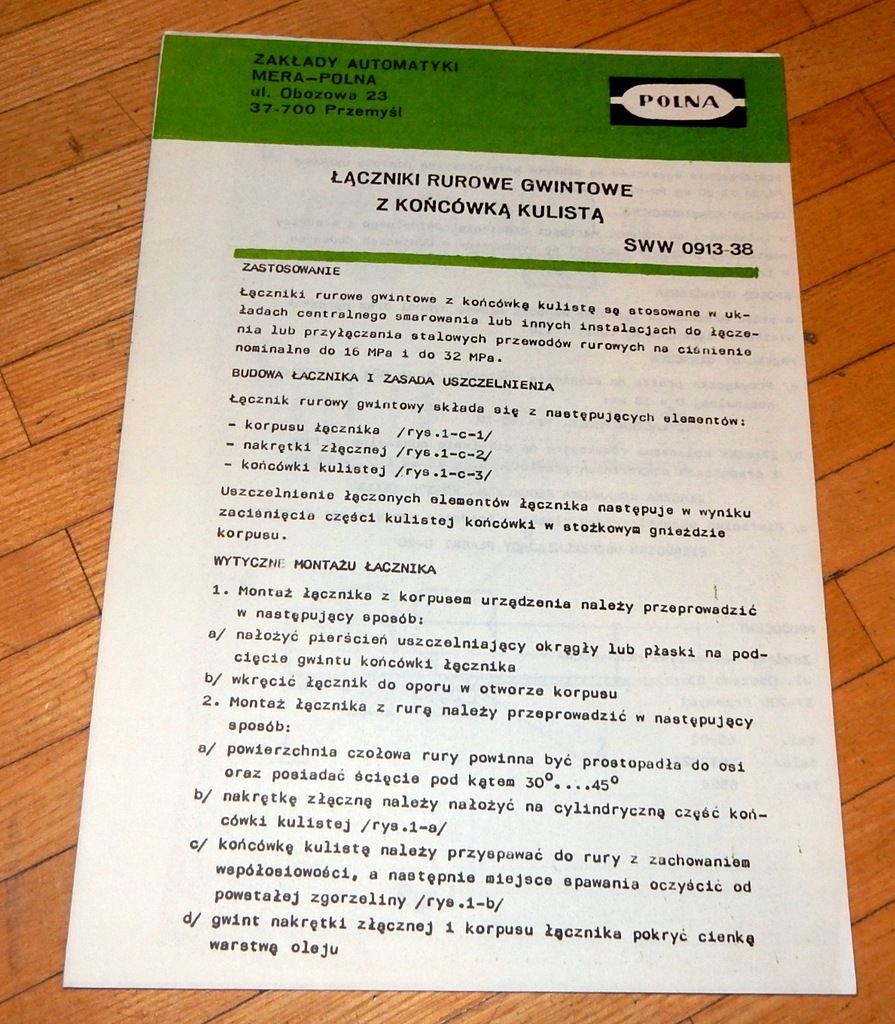 ZAKŁADY AUTOMATYKI
MERA-POLNA
ul. Obozowa 23
37-700 Przemyśl
POLNA
ŁĄCZNIKI RUROWE GWINTOWE
Z KOŃCÓWKĄ KULISTĄ
SWW 0913-38
ZASTOSOWANIE
Łączniki rurowe gwintowe z końcówkę kulistę są stosowane w uk-
ładach centralnego smarowania lub innych instalacjach do łącze-
nia lub przyłączania stalowych przewodów rurowych na ciśnienie
nominalne do 16 MPa i do 32 MPa.
BUDOWA ŁACZNIKA I ZASADA USZCZELNIENIA
Łącznik rurowy gwintowy składa się z następujących elementów:
- korpusu łącznika /rys.1-c-1/
- nakrętki złącznej /rys.1-c-2/
- końcówki kulistej /rys.1-c-3/
Uszczelnienie łączonych elementów łącznika następuje w wyniku
zaciśnięcia części kulistej końcówki w stożkowym gnieździe
korpusu.
WYTYCZNE MONTAŻU ŁACZNIKA
1. Montaż łącznika z korpusem urządzenia należy przeprowadzić
w następujący sposób:
a/ nałożyć pierścień uszczelniający okrągły lub płaski na pod-
cięcie gwintu końcówki łącznika
b/ wkręcić łącznik do oporu w otworze korpusu
2. Montaż łącznika z rurę należy przeprowadzić w następujący
sposób:
a/ powierzchnia czołowa rury powinna być prostopadła do osi
oraz posiadać ścięcie pod kątem 30°....45°
b/ nakrętkę złączną należy nałożyć na cylindryczną część koń-
cówki kulistej /rys.1-a/
c/ końcówkę kulistę należy przyspawać do rury z zachowaniem
współosiowości, a następnie miejsce spawania oczyścić od
powstałej zgorzeliny /rys.1-b/
d/ gwint nakrętki złącznej i korpusu łącznika pokryć cienkę
warstwę oleju